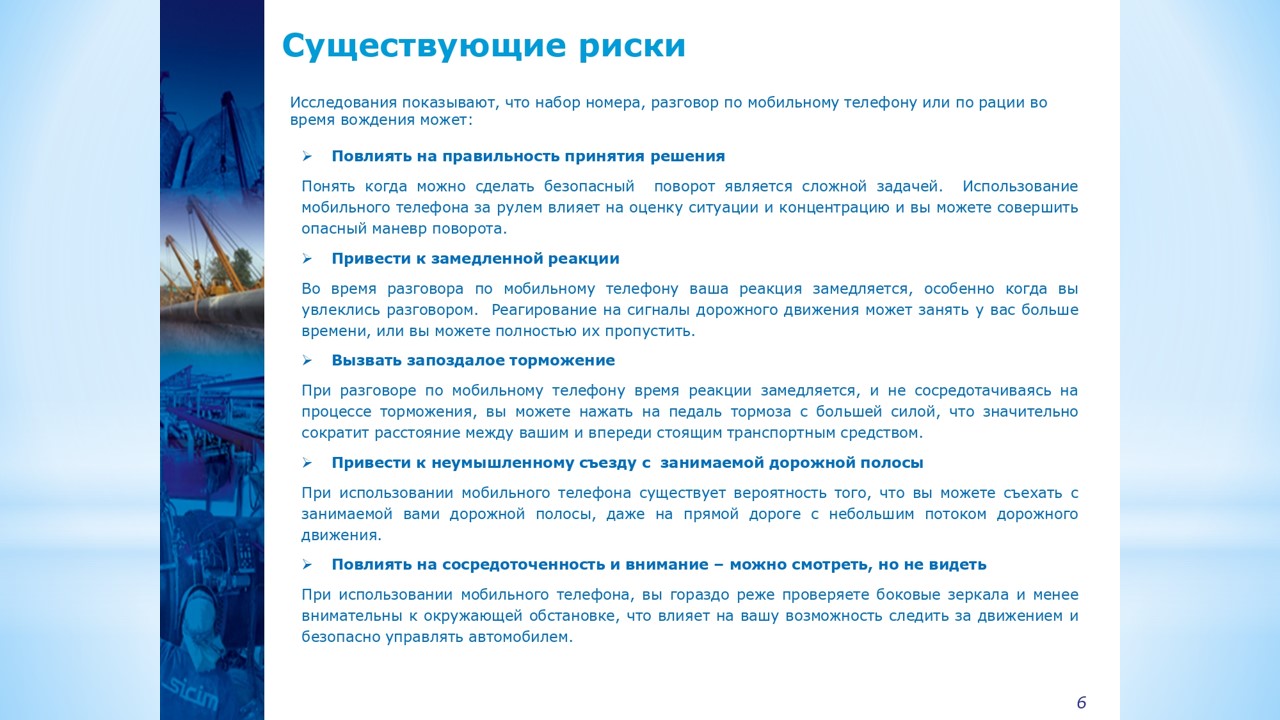 Существующие риски
Исследования показывают, что набор номера, разговор по мобильному телефону или по рации во
время вождения может:
➢ Повлиять на правильность принятия решения
Понять когда можно сделать безопасный поворот является сложной задачей. Использование
мобильного телефона за рулем влияет на оценку ситуации и концентрацию и вы можете совершить
опасный маневр поворота.
➢ Привести к замедленной реакции
Во время разговора по мобильному телефону ваша реакция замедляется, особенно когда вы
увлеклись разговором. Реагирование на сигналы дорожного движения может занять у вас больше
времени, или вы можете полностью их пропустить.
➢ Вызвать запоздалое торможение
При разговоре по мобильному телефону время реакции замедляется, и не сосредотачиваясь на
процессе торможения, вы можете нажать на педаль тормоза с большей силой, что значительно
сократит расстояние между вашим и впереди стоящим транспортным средством.
➢ Привести к неумышленному съезду с занимаемой дорожной полосы
При использовании мобильного телефона существует вероятность того, что вы можете съехать с
занимаемой вами дорожной полосы, даже на прямой дороге с небольшим потоком дорожного
движения.
➢ Повлиять на сосредоточенность и внимание – можно смотреть, но не видеть
При использовании мобильного телефона, вы гораздо реже проверяете боковые зеркала и менее
внимательны к окружающей обстановке, что влияет на вашу возможность следить за движением и
безопасно управлять автомобилем.
sicim
6